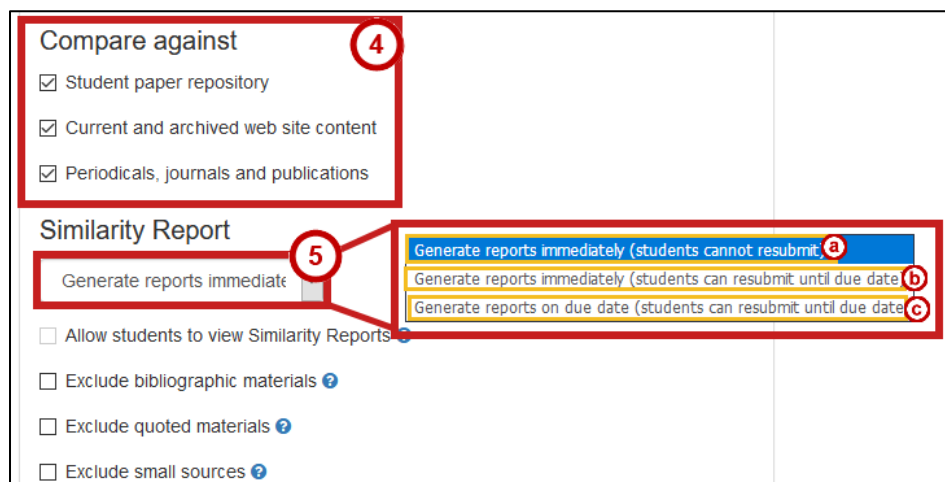 Compare against
4
Student paper repository
Current and archived web site content
Periodicals, journals and publications
Similarity Report
5
Generate reports immediate
Generate reports immediately (students cannot resubmit)
a
Generate reports immediately (students can resubmit until due date)
b
Generate reports on due date (students can resubmit until due date
c
Allow students to view Similarity Reports ?
Exclude bibliographic materials ?
Exclude quoted materials ?
Exclude small sources ?